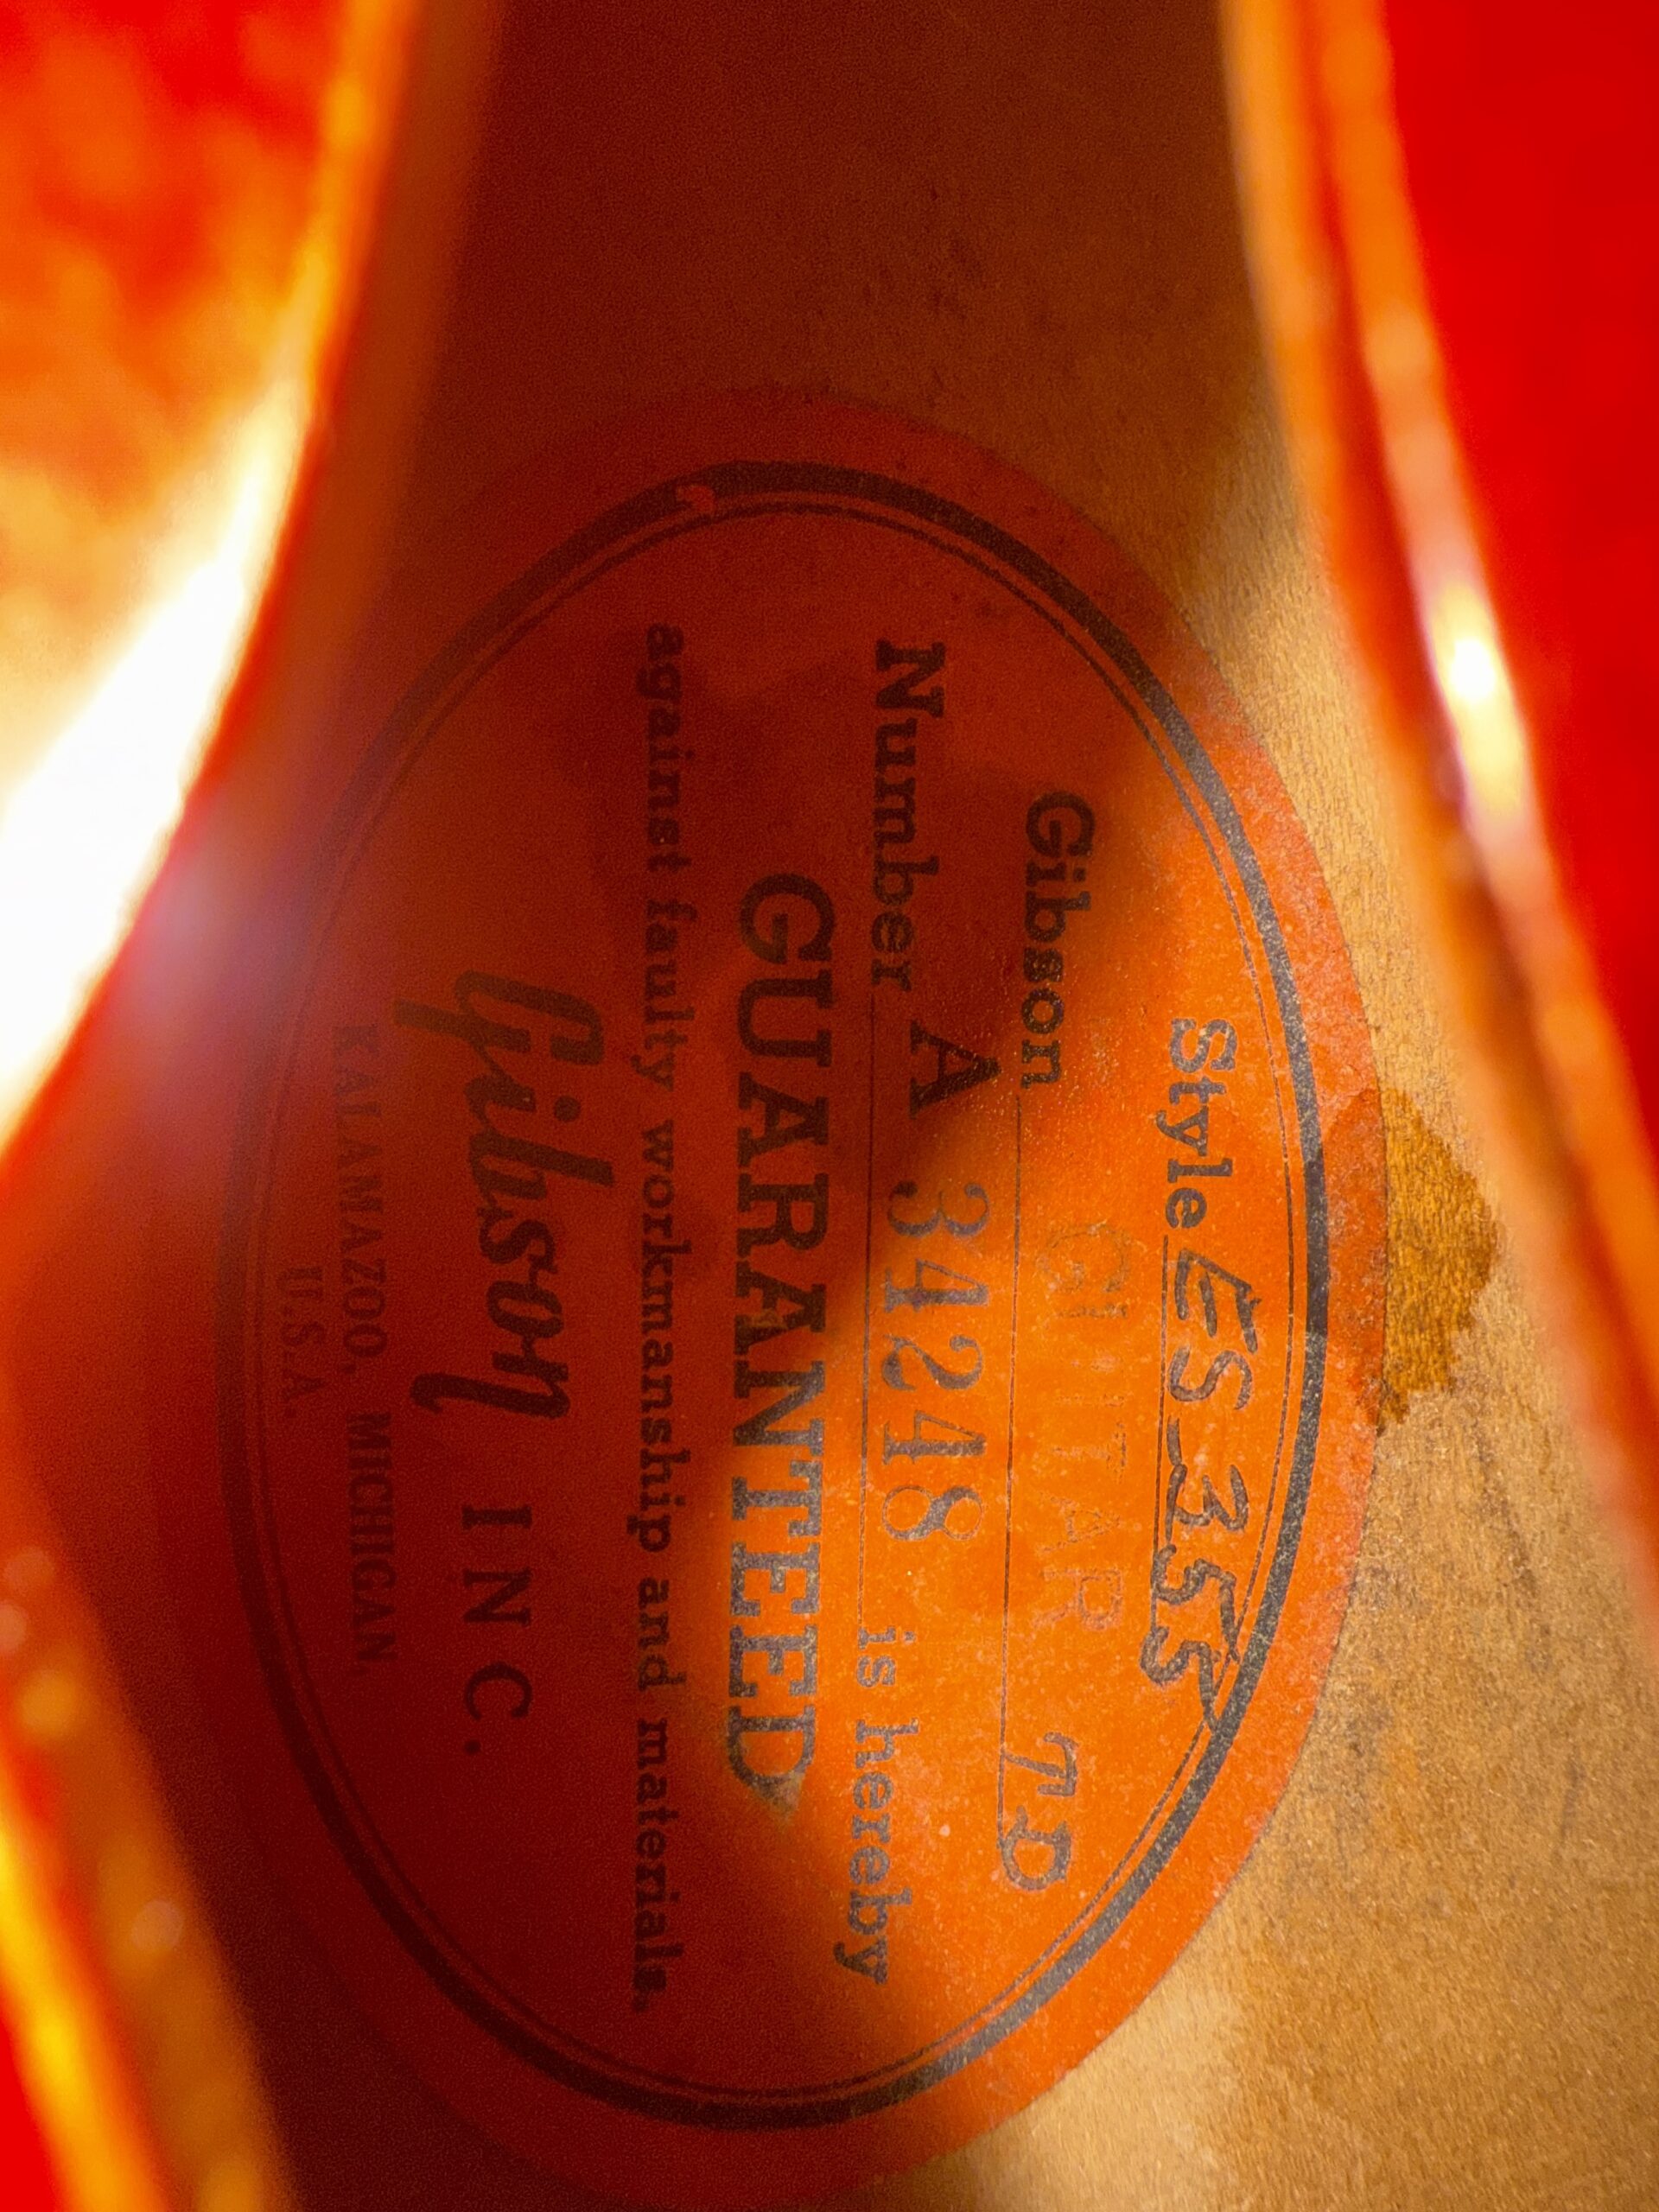 Style ES 355
Gibson GUITAR TD
Number A 34248 is hereby
GUARANTEED
against faulty workmanship and materials.
Gibson INC.
KALAMAZOO, MICHIGAN,
U.S.A.